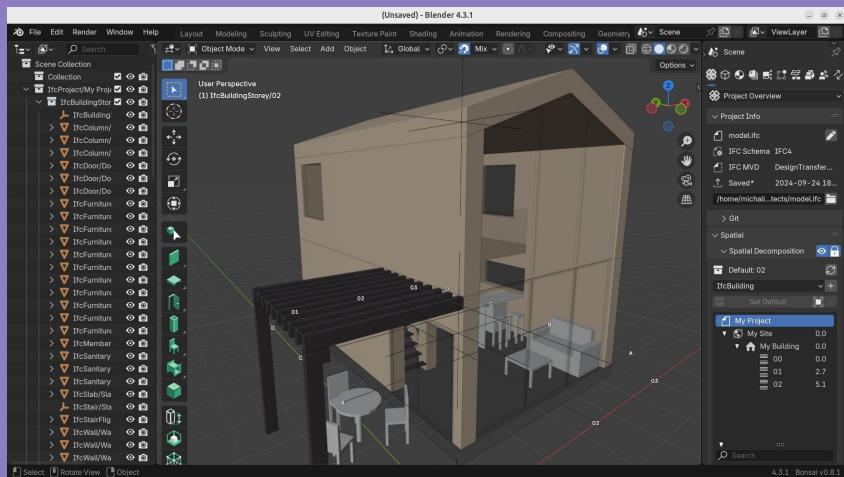 (Unsaved) - Blender 4.3.1
File Edit Render Window Help
Layout Modeling Sculpting UV Editing Texture Paint Shading Animation Rendering Compositing Geometry
Scene
ViewLayer
Search
Object Mode View Select Add Object
Global
Mix
Options
Scene Collection
Collection
IfcProject/My Proje
IfcBuildingStor
IfcBuilding
IfcColumn/
IfcColumn/
IfcColumn/
IfcDoor/Do
IfcDoor/Do
IfcDoor/Do
IfcFurniture
IfcFurniture
IfcFurniture
IfcFurniture
IfcFurniture
IfcFurniture
IfcFurniture
IfcFurniture
IfcFurniture
IfcFurniture
IfcFurniture
IfcMember
IfcSanitary
IfcSanitary
IfcSanitary
IfcSlab/Sla
IfcStair/Sta
IfcStairFlig
IfcWall/Wa
IfcWall/Wa
IfcWall/Wa
User Perspective
(1) IfcBuildingStorey/02
Z
01
02
03
D
D
C
C
B
B
A
03
02
Scene
Project Overview
Project Info
model.ifc
IFC Schema IFC4
IFC MVD DesignTransfer...
Saved* 2024-09-24 18...
/home/michali...tects/model.ifc
Git
Spatial
Spatial Decomposition
Default: 02
IfcBuilding
Set Default
My Project
My Site 0.0
My Building 0.0
00 0.0
01 2.7
02 5.1
Search
Select Rotate View Object
4.3.1 Bonsai v0.8.1